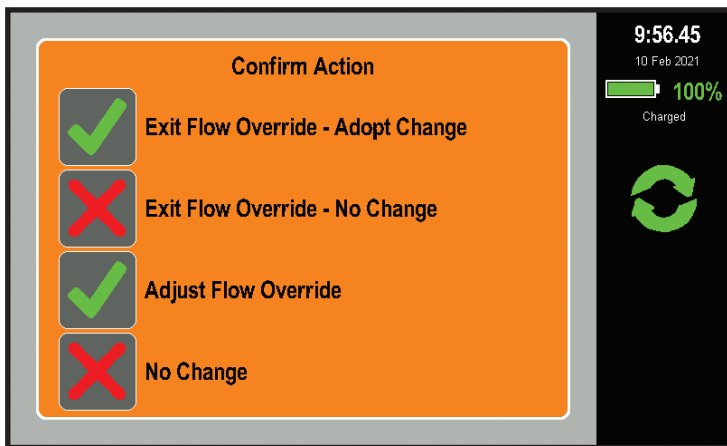 Confirm Action
Exit Flow Override - Adopt Change
Exit Flow Override - No Change
Adjust Flow Override
No Change
9:56.45
10 Feb 2021
100%
Charged